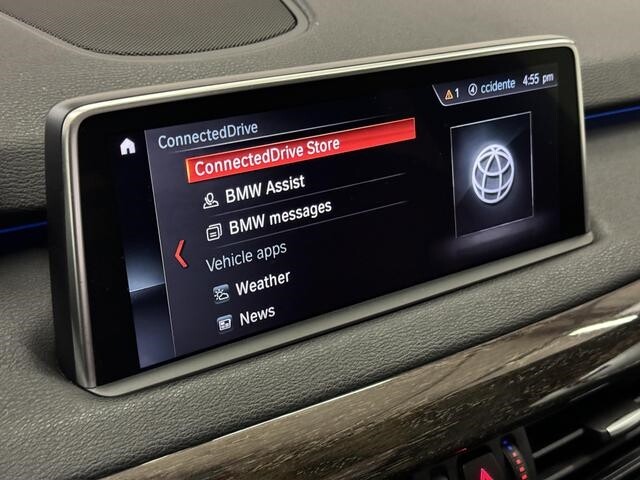 1 ccidente 4:55 pm
ConnectedDrive
ConnectedDrive Store
BMW Assist
BMW messages
Vehicle apps
Weather
News